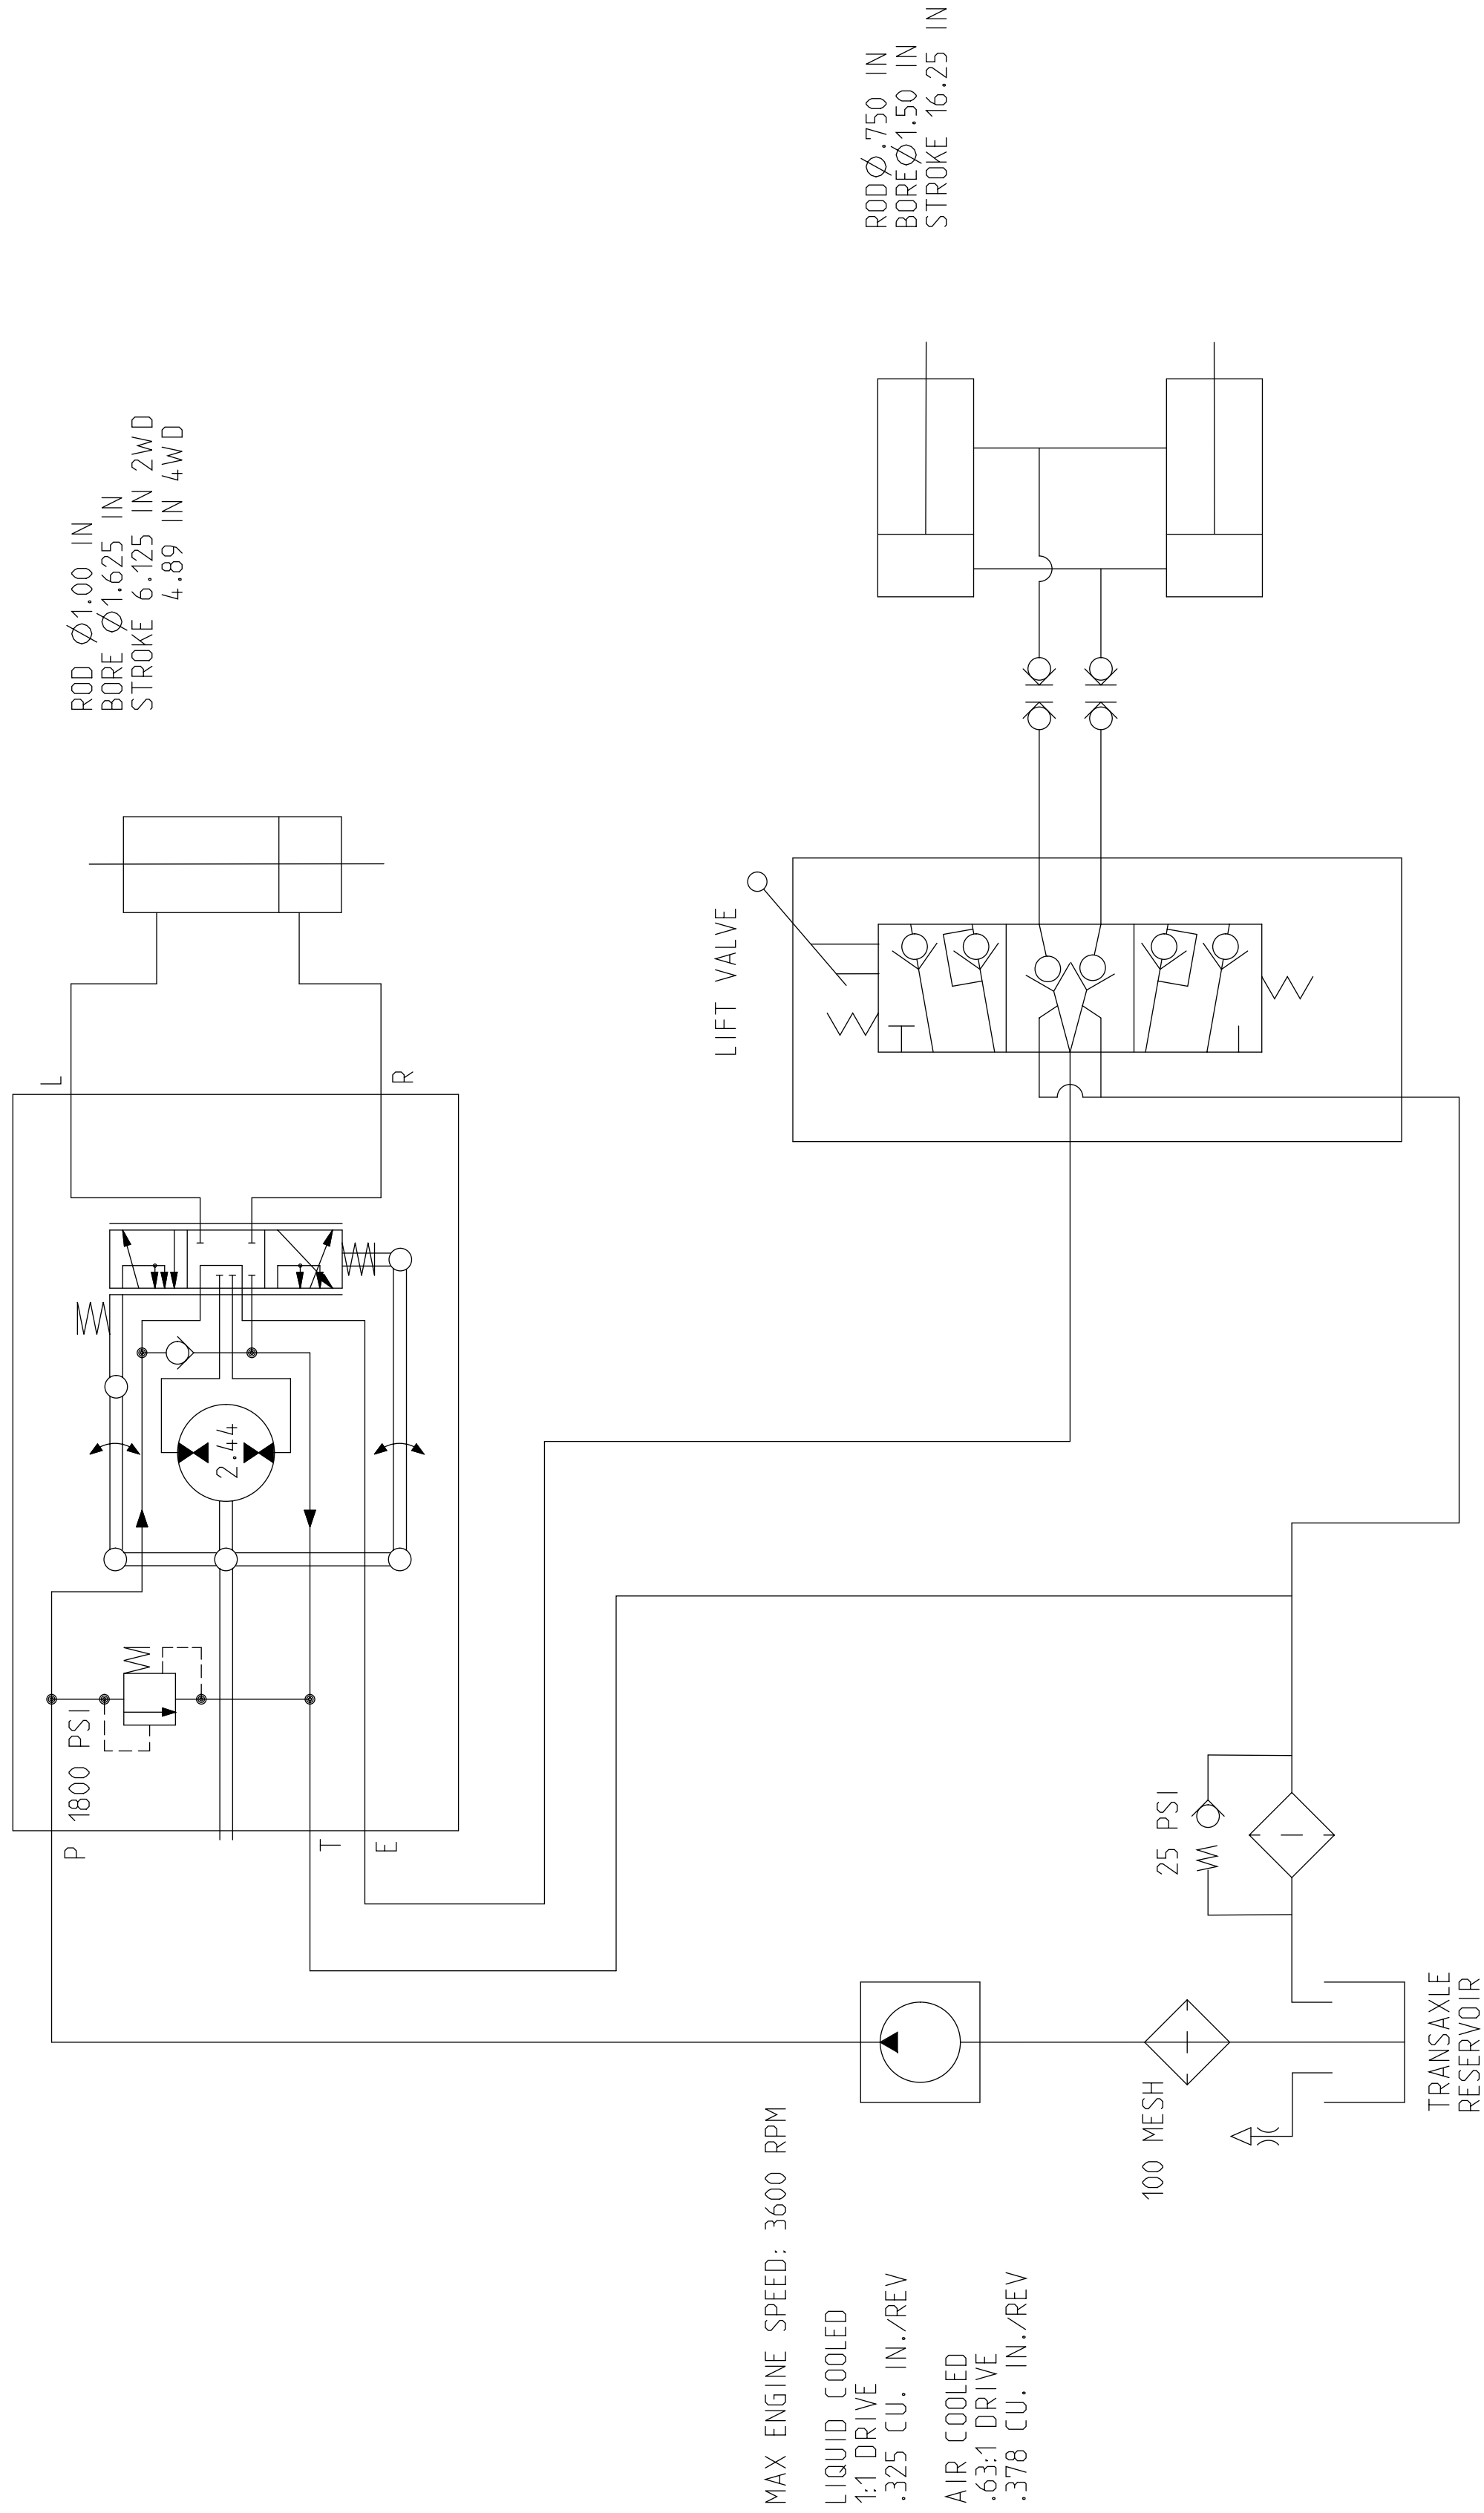 ROD Ø1.00 IN
BORE Ø1.625 IN
STROKE 6.125 IN 2WD
4.89 IN 4WD
L
R
2.44
P
1800 PSI
T
E
LIFT VALVE
RODØ.750 IN
BOREØ1.50 IN
STROKE 16.25 IN
MAX ENGINE SPEED: 3600 RPM
LIQUID COOLED
1:1 DRIVE
.325 CU. IN./REV
AIR COOLED
.63:1 DRIVE
.378 CU. IN./REV
100 MESH
25 PSI
TRANSAXLE
RESERVOIR